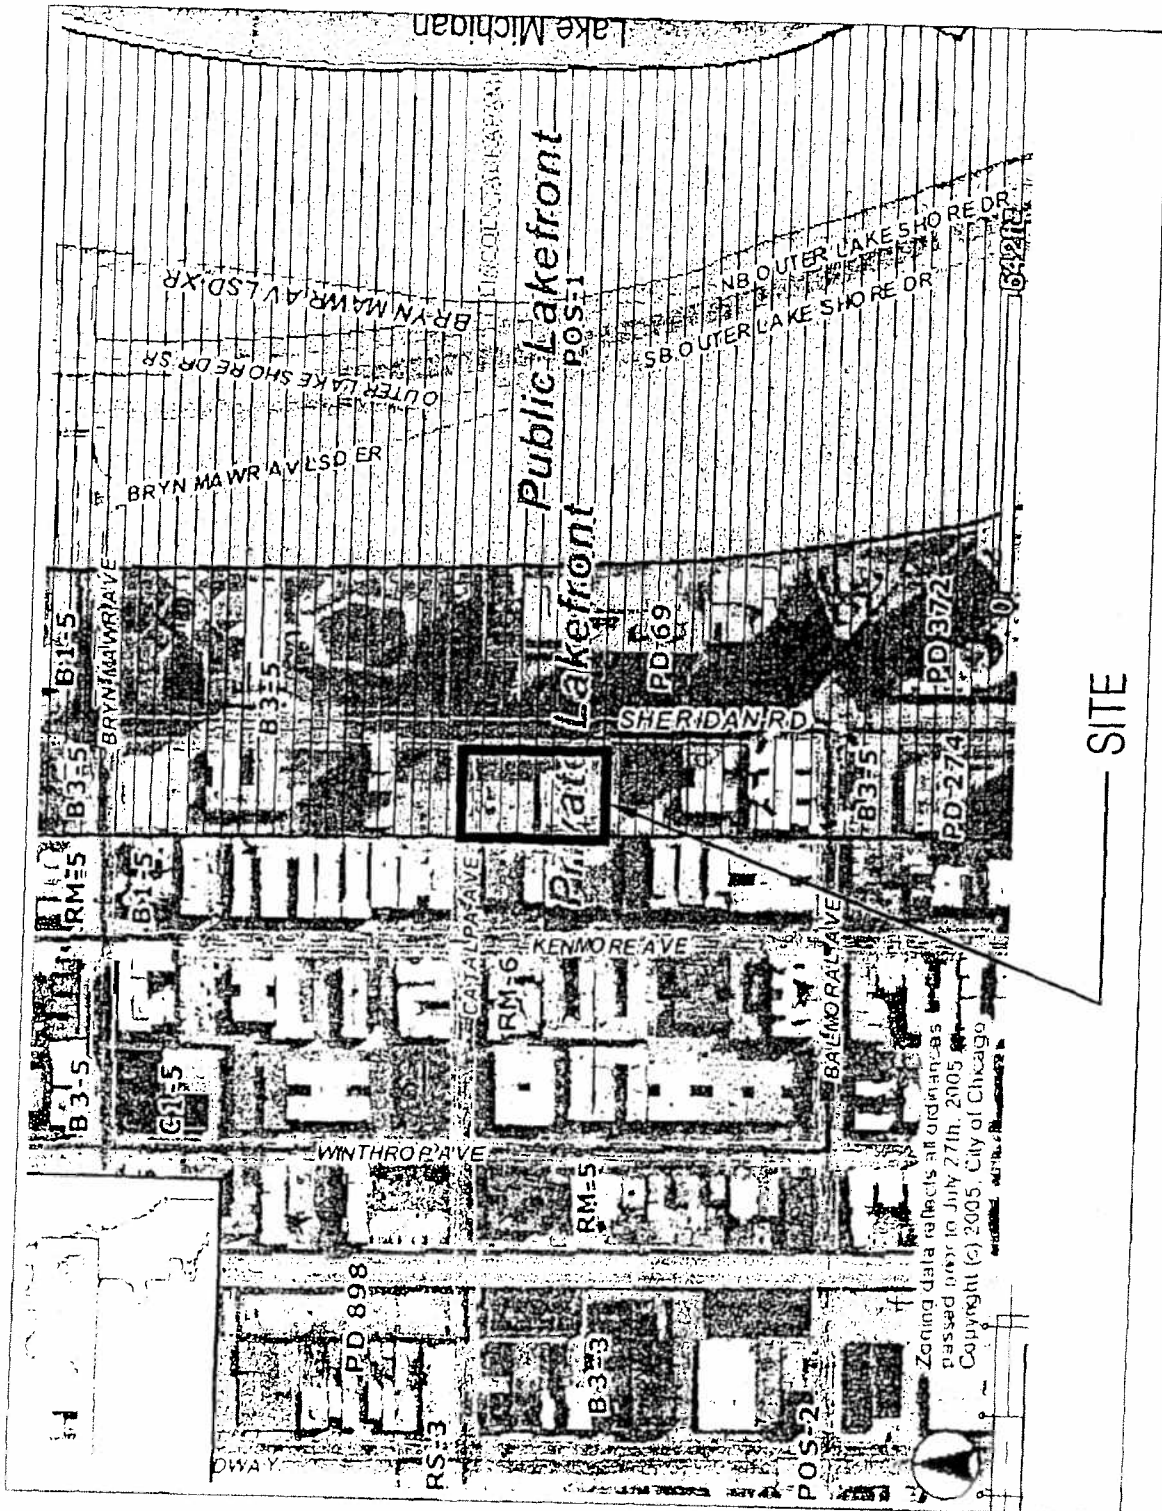 Lake Michigan
BRYN MAWR AV LSD XR
OUTER LAKE SHORE DR SR
BRYN MAWR AV LSD ER
Public Lakefront
POS-1
NB OUTER LAKE SHORE DR
SB OUTER LAKE SHORE DR
B1-5
BRYN MAWR AVE
B3-5
B3-5
Private Lakefront
PD 69
SHERIDAN RD
PD 372
B3-5
PD 274
RM-5
B1-5
CATALPA AVE
KENMORE AVE
RM-6
BALMORAL AVE
B3-5
C1-5
WINTHROP AVE
RM-5
PD 898
RS-3
B3-3
POS-2
OWAY
Zoning data reflects all ordinances
passed prior to July 27th, 2005
Copyright (c) 2005, City of Chicago
SITE